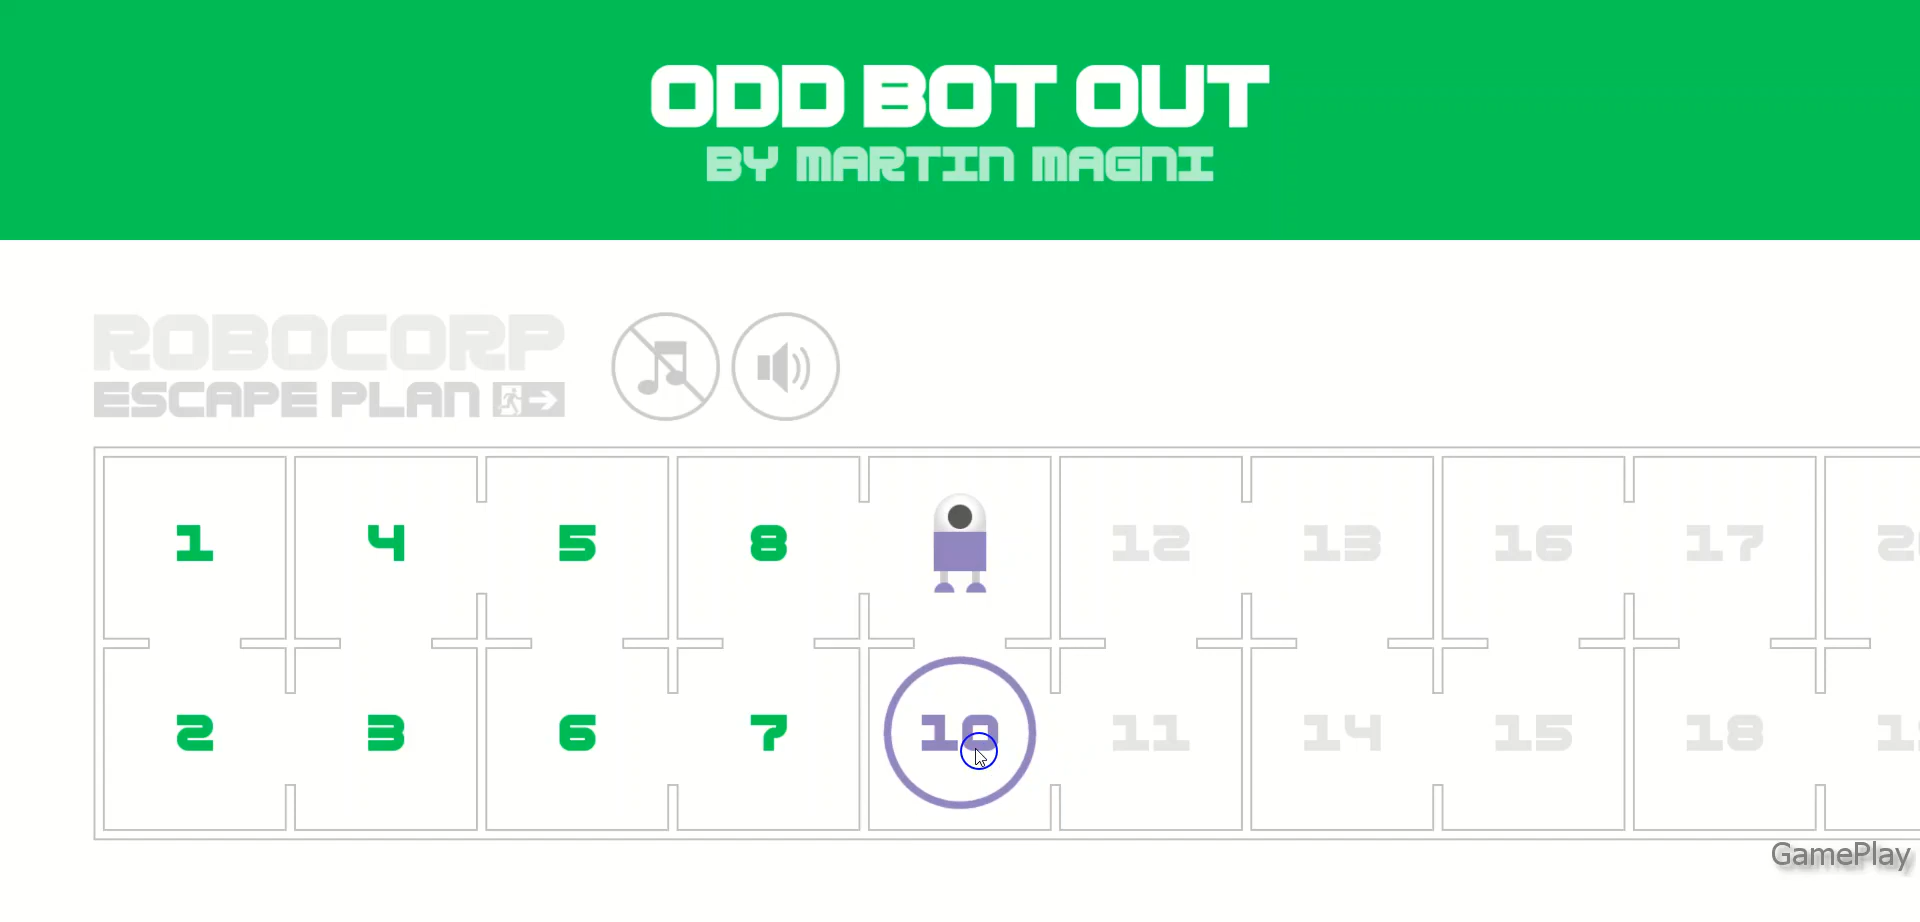 ODD BOT OUT
BY MARTIN MAGNI
ROBOCORP
ESCAPE PLAN
1 4 5 8 12 13 16 17
2 3 6 7 10 11 14 15 18
GamePlay